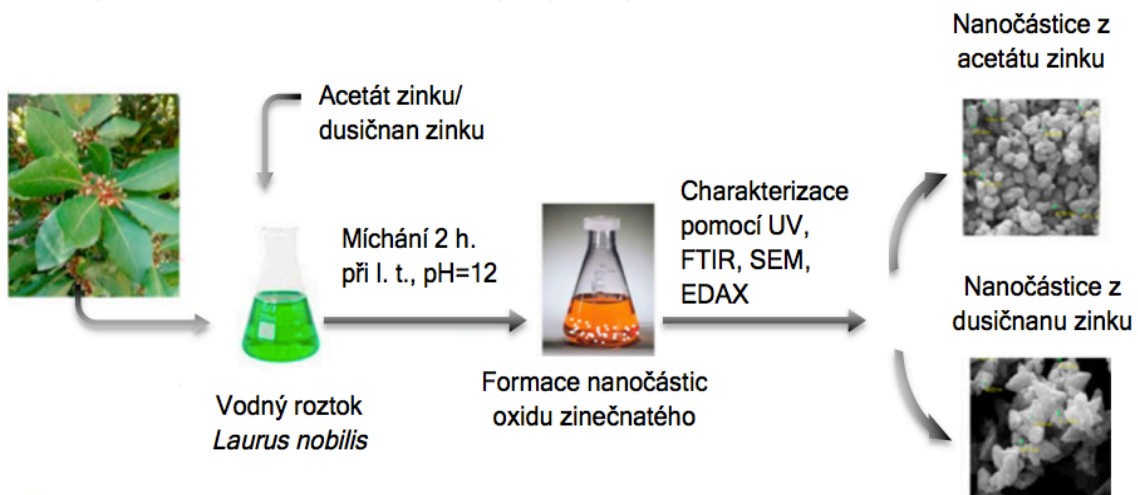 Nanočástice z
acetátu zinku
Acetát zinku/
dusičnan zinku
Míchání 2 h.
při l. t., pH=12
Charakterizace
pomocí UV,
FTIR, SEM,
EDAX
Nanočástice z
dusičnanu zinku
Formace nanočástic
oxidu zinečnatého
Vodný roztok
Laurus nobilis